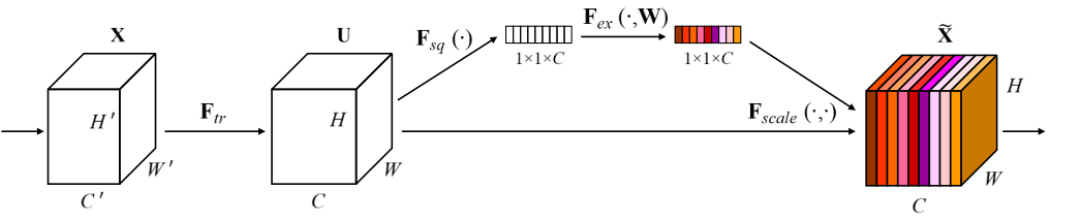 X
H′
W′
C′
F_tr
U
H
W
C
F_sq (·)
1×1×C
F_ex (·,W)
1×1×C
F_scale (·,·)
X̃
H
W
C